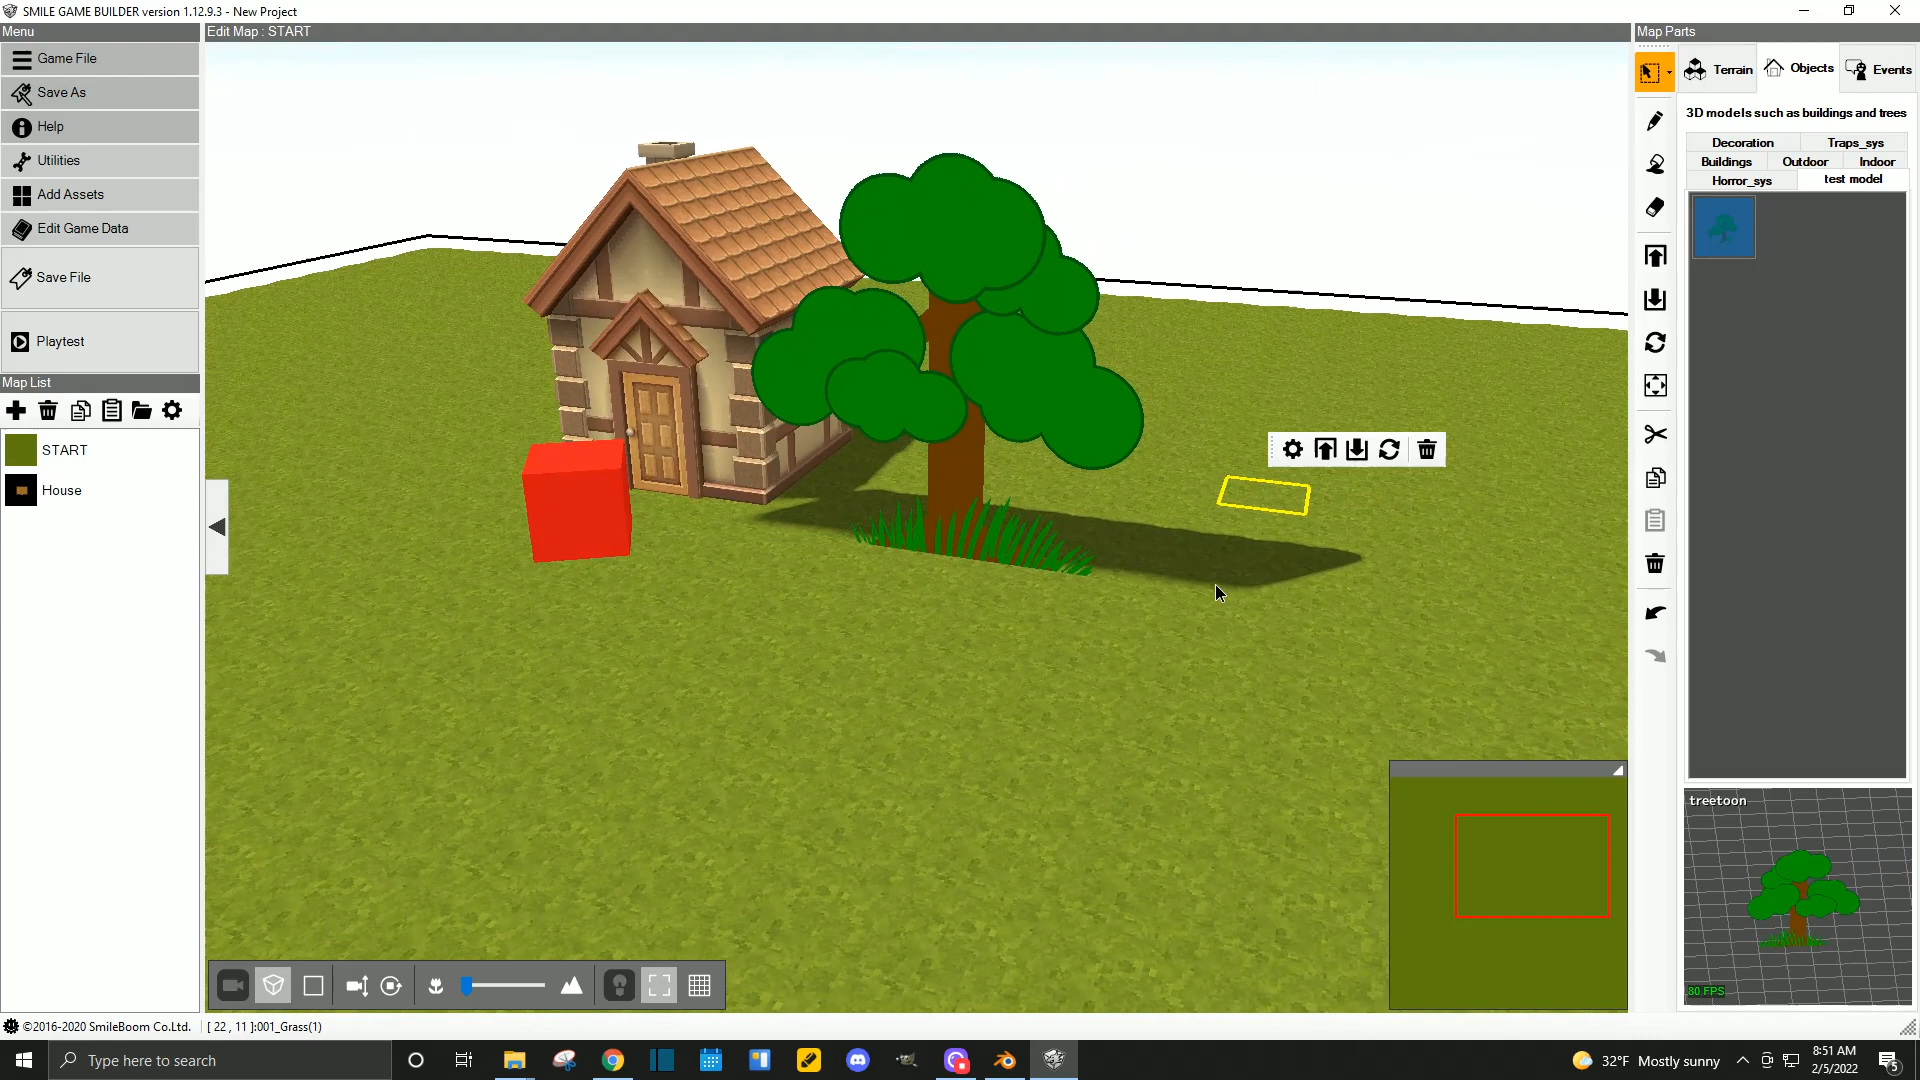 SMILE GAME BUILDER version 1.12.9.3 - New Project
Menu
Edit Map : START
Map Parts
Game File
Save As
Help
Utilities
Add Assets
Edit Game Data
Save File
Playtest
Map List
START
House
Terrain
Objects
Events
3D models such as buildings and trees
Decoration
Traps_sys
Buildings
Outdoor
Indoor
Horror_sys
test model
treetoon
80 FPS
©2016-2020 SmileBoom Co.Ltd.
[ 22 , 11 ]:001_Grass(1)
Type here to search
32°F Mostly sunny
8:51 AM
2/5/2022
5